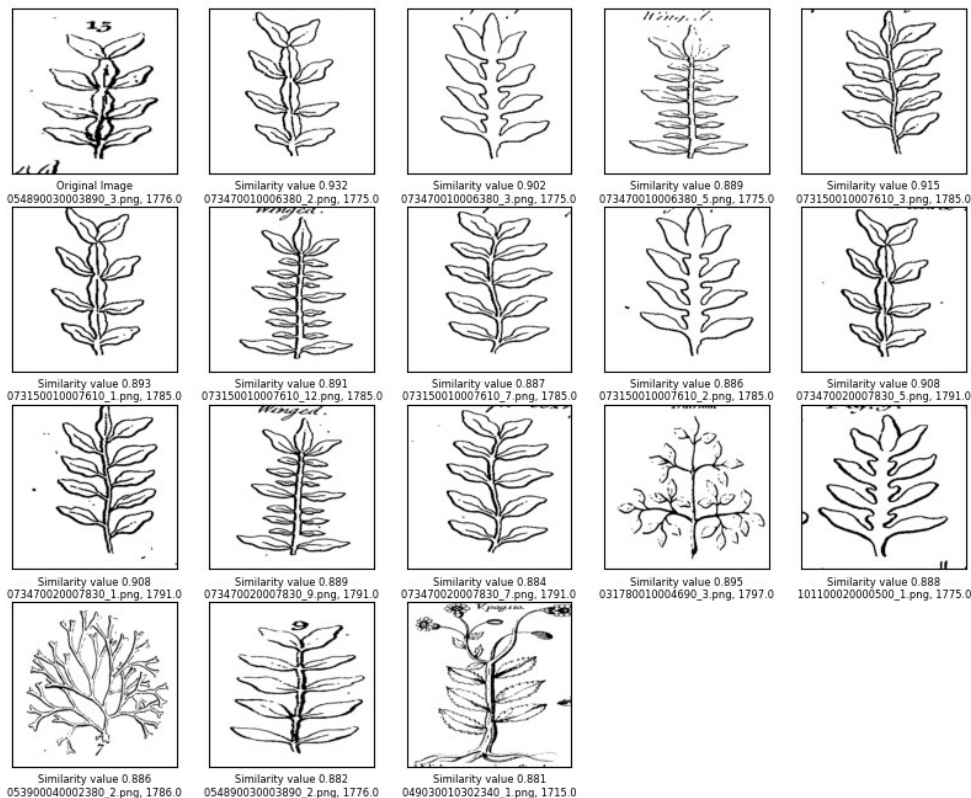 15
Original Image
054890030003890_3.png, 1776.0
Similarity value 0.932
073470010006380_2.png, 1775.0
Similarity value 0.902
073470010006380_3.png, 1775.0
Similarity value 0.889
073470010006380_5.png, 1775.0
Similarity value 0.915
073150010007610_3.png, 1785.0
Winged.
Similarity value 0.893
073150010007610_1.png, 1785.0
Similarity value 0.891
073150010007610_12.png, 1785.0
Similarity value 0.887
073150010007610_7.png, 1785.0
Similarity value 0.886
073150010007610_2.png, 1785.0
Similarity value 0.908
073470020007830_5.png, 1791.0
Winged.
Similarity value 0.908
073470020007830_1.png, 1791.0
Similarity value 0.889
073470020007830_9.png, 1791.0
Similarity value 0.884
073470020007830_7.png, 1791.0
Similarity value 0.895
031780010004690_3.png, 1797.0
Similarity value 0.888
101100020000500_1.png, 1775.0
9
Similarity value 0.886
053900040002380_2.png, 1786.0
Similarity value 0.882
054890030003890_2.png, 1776.0
Similarity value 0.881
049030010302340_1.png, 1715.0